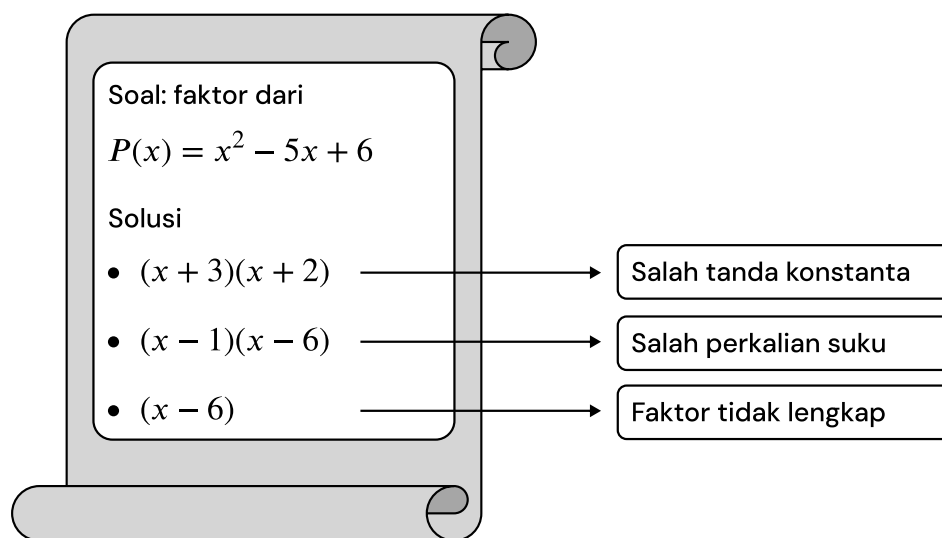 Soal: faktor dari
P(x) = x² − 5x + 6
Solusi
• (x + 3)(x + 2)
Salah tanda konstanta
• (x − 1)(x − 6)
Salah perkalian suku
• (x − 6)
Faktor tidak lengkap